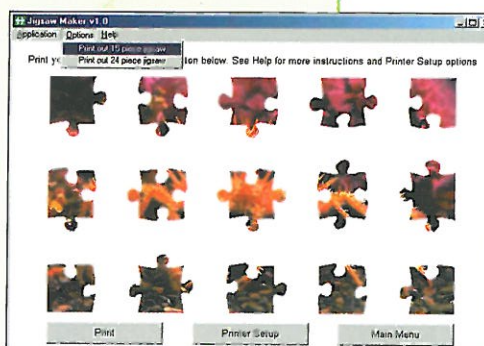 Jigsaw Maker v1.0
Application Options Help
Print out 15 piece jigsaw
Print out 24 piece jigsaw
Print yo ion below. See Help for more instructions and Printer Setup options
Print Printer Setup Main Menu